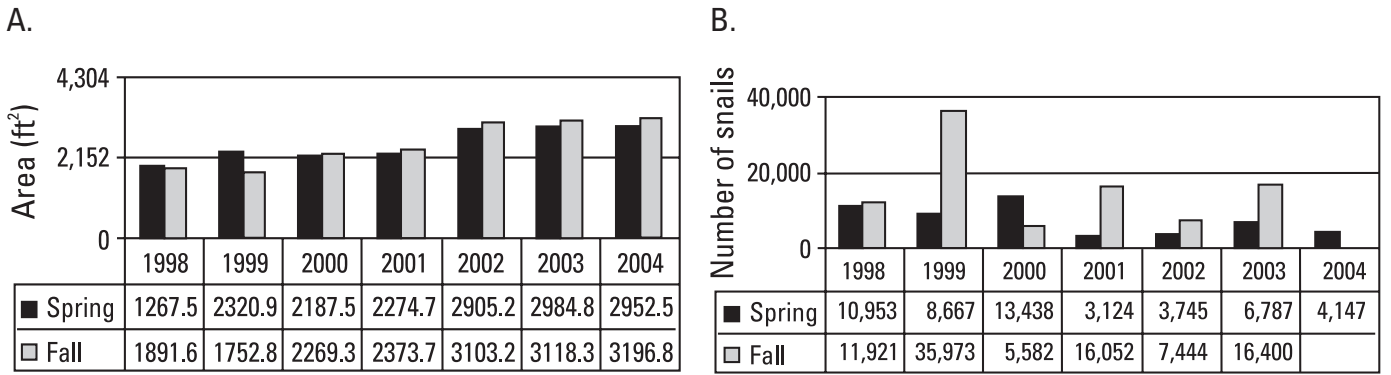 A.
Area (ft²)
4,304
2,152
0
1998 1999 2000 2001 2002 2003 2004
Spring 1267.5 2320.9 2187.5 2274.7 2905.2 2984.8 2952.5
Fall 1891.6 1752.8 2269.3 2373.7 3103.2 3118.3 3196.8
B.
Number of snails
40,000
20,000
0
1998 1999 2000 2001 2002 2003 2004
Spring 10,953 8,667 13,438 3,124 3,745 6,787 4,147
Fall 11,921 35,973 5,582 16,052 7,444 16,400